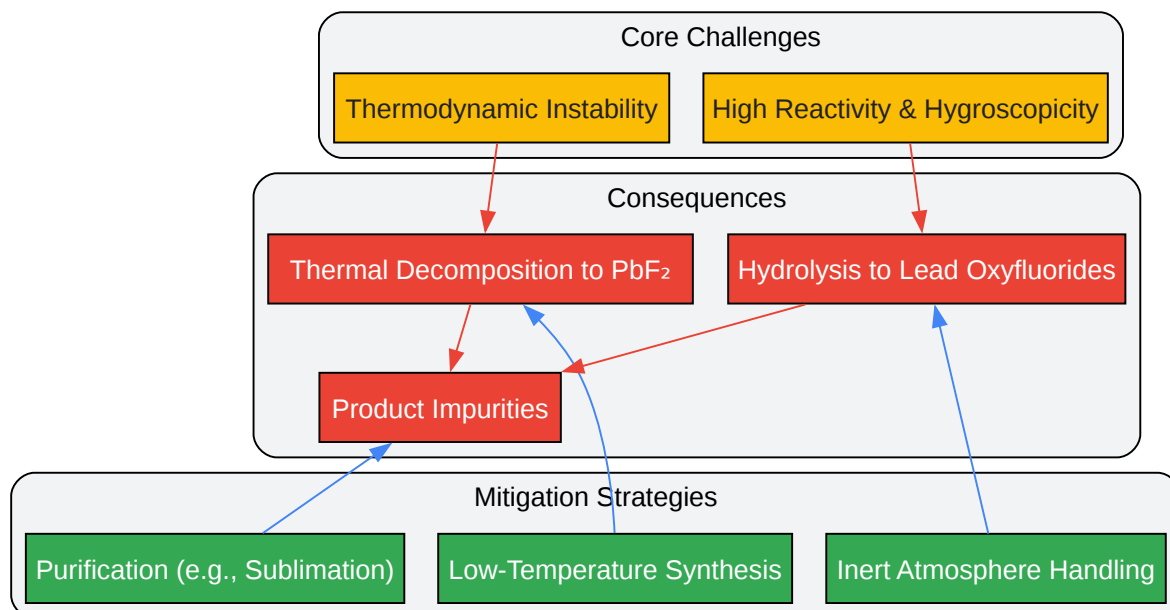 Core Challenges
Thermodynamic Instability
High Reactivity & Hygroscopicity
Consequences
Thermal Decomposition to PbF₂
Hydrolysis to Lead Oxyfluorides
Product Impurities
Mitigation Strategies
Purification (e.g., Sublimation)
Low-Temperature Synthesis
Inert Atmosphere Handling